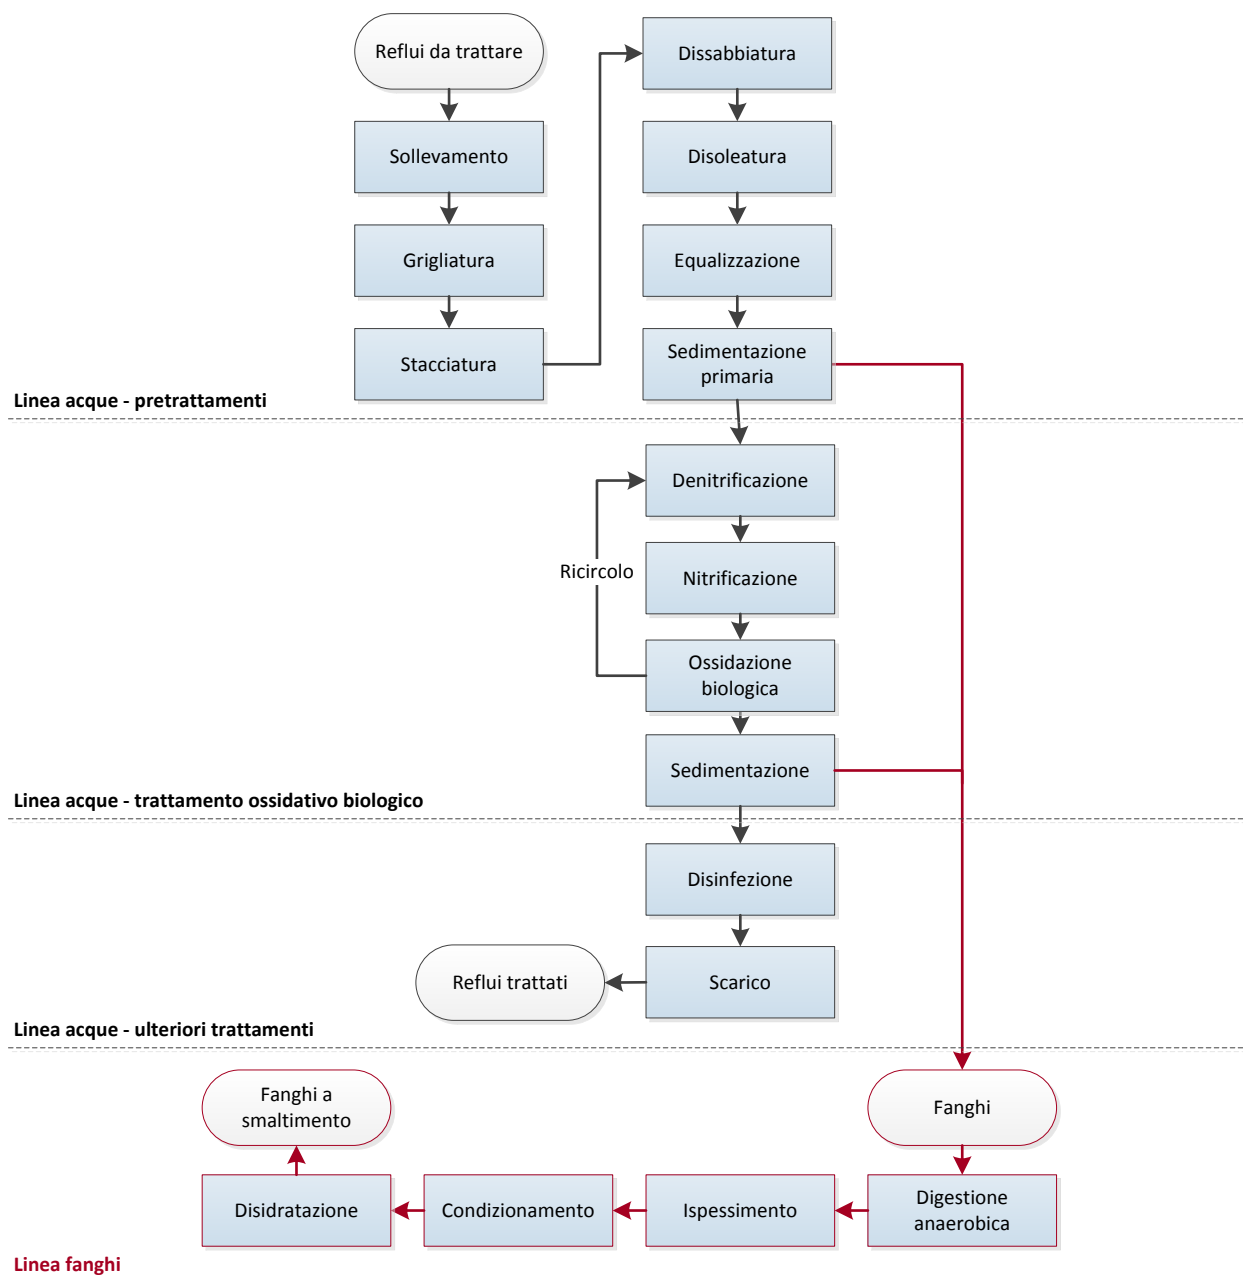 Reflui da trattare
Sollevamento
Grigliatura
Stacciatura
Dissabbiatura
Disoleatura
Equalizzazione
Sedimentazione
primaria
Linea acque - pretrattamenti
Denitrificazione
Ricircolo
Nitrificazione
Ossidazione
biologica
Sedimentazione
Linea acque - trattamento ossidativo biologico
Disinfezione
Scarico
Reflui trattati
Linea acque - ulteriori trattamenti
Fanghi
Digestione
anaerobica
Ispessimento
Condizionamento
Disidratazione
Fanghi a
smaltimento
Linea fanghi